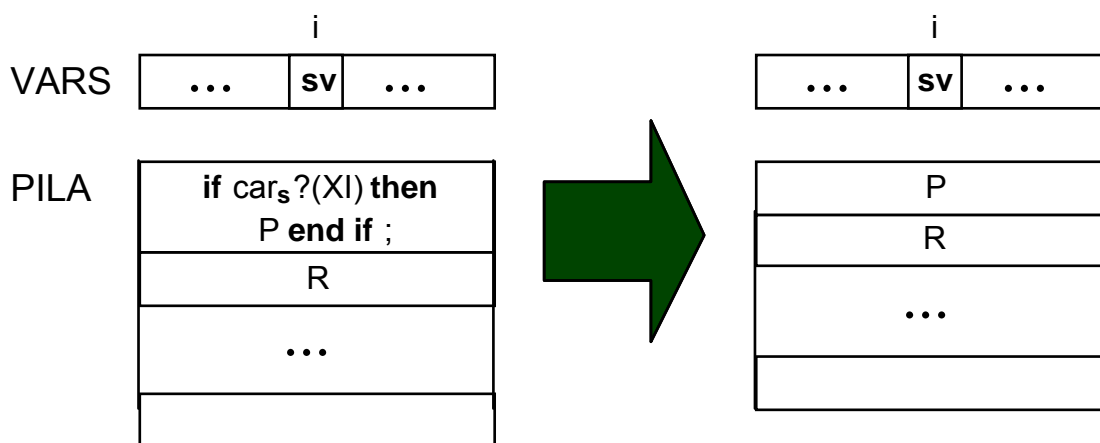 i
VARS ... sv ...
PILA
if cars?(XI) then
P end if ;
R
...
i
... sv ...
P
R
...